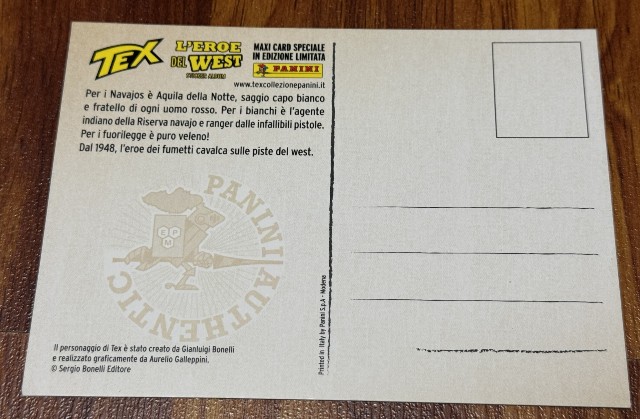 TEX
L'EROE
DEL WEST
MAXI CARD SPECIALE
IN EDIZIONE LIMITATA
PANINI
www.texcollezionepanini.it
Per i Navajos è Aquila della Notte, saggio capo bianco
e fratello di ogni uomo rosso. Per i bianchi è l'agente
indiano della Riserva navajo e ranger dalle infallibili pistole.
Per i fuorilegge è puro veleno!
Dal 1948, l'eroe dei fumetti cavalca sulle piste del west.
PANINI AUTHENTIC
Il personaggio di Tex è stato creato da Gianluigi Bonelli
e realizzato graficamente da Aurelio Galleppini.
© Sergio Bonelli Editore
Printed in Italy by Panini S.p.A - Modena